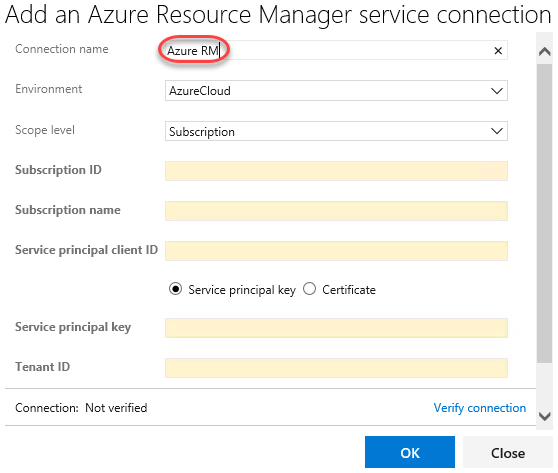 Add an Azure Resource Manager service connection
Connection name Azure RM
Environment AzureCloud
Scope level Subscription
Subscription ID
Subscription name
Service principal client ID
Service principal key Certificate
Service principal key
Tenant ID
Connection: Not verified Verify connection
OK Close